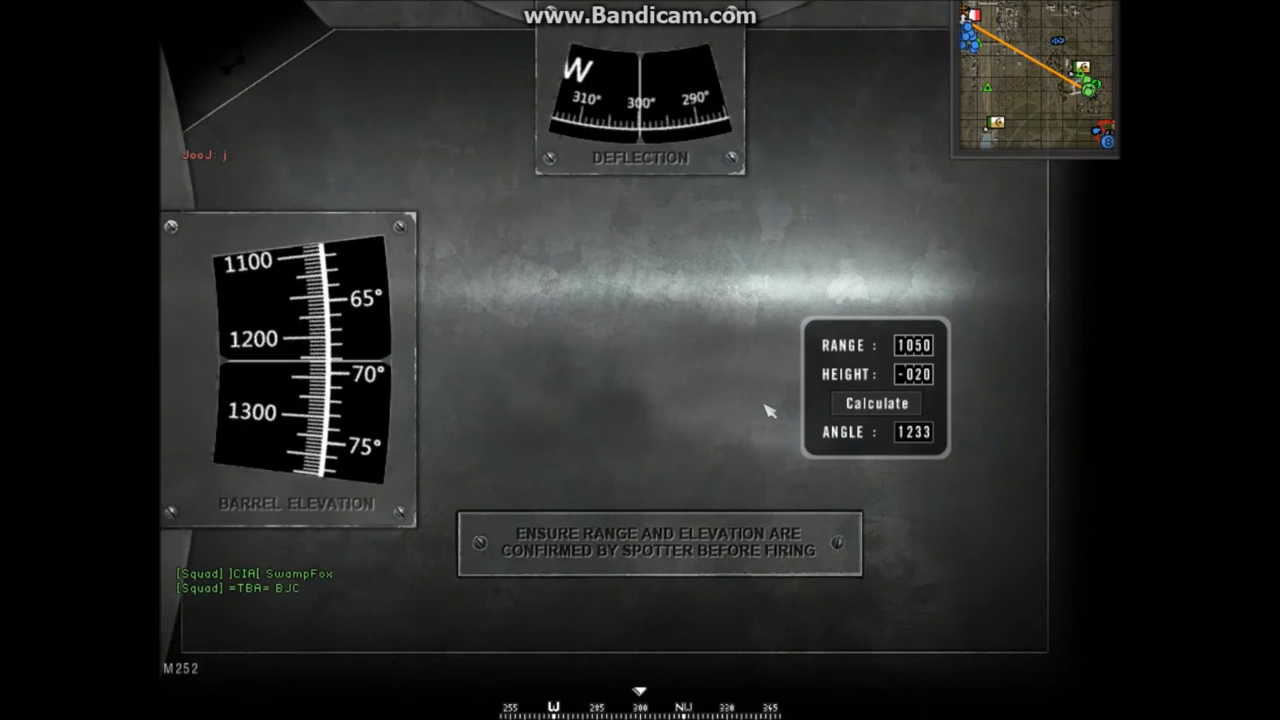 www.Bandicam.com
W
310° 300° 290°
DEFLECTION
JooJ: j
1100
65°
1200
70°
1300
75°
BARREL ELEVATION
RANGE : 1050
HEIGHT: -020
Calculate
ANGLE : 1233
ENSURE RANGE AND ELEVATION ARE
CONFIRMED BY SPOTTER BEFORE FIRING
[Squad] ]CIA[ SwampFox
[Squad] =TBA= BJC
M252
255 W 285 300 NW 330 345